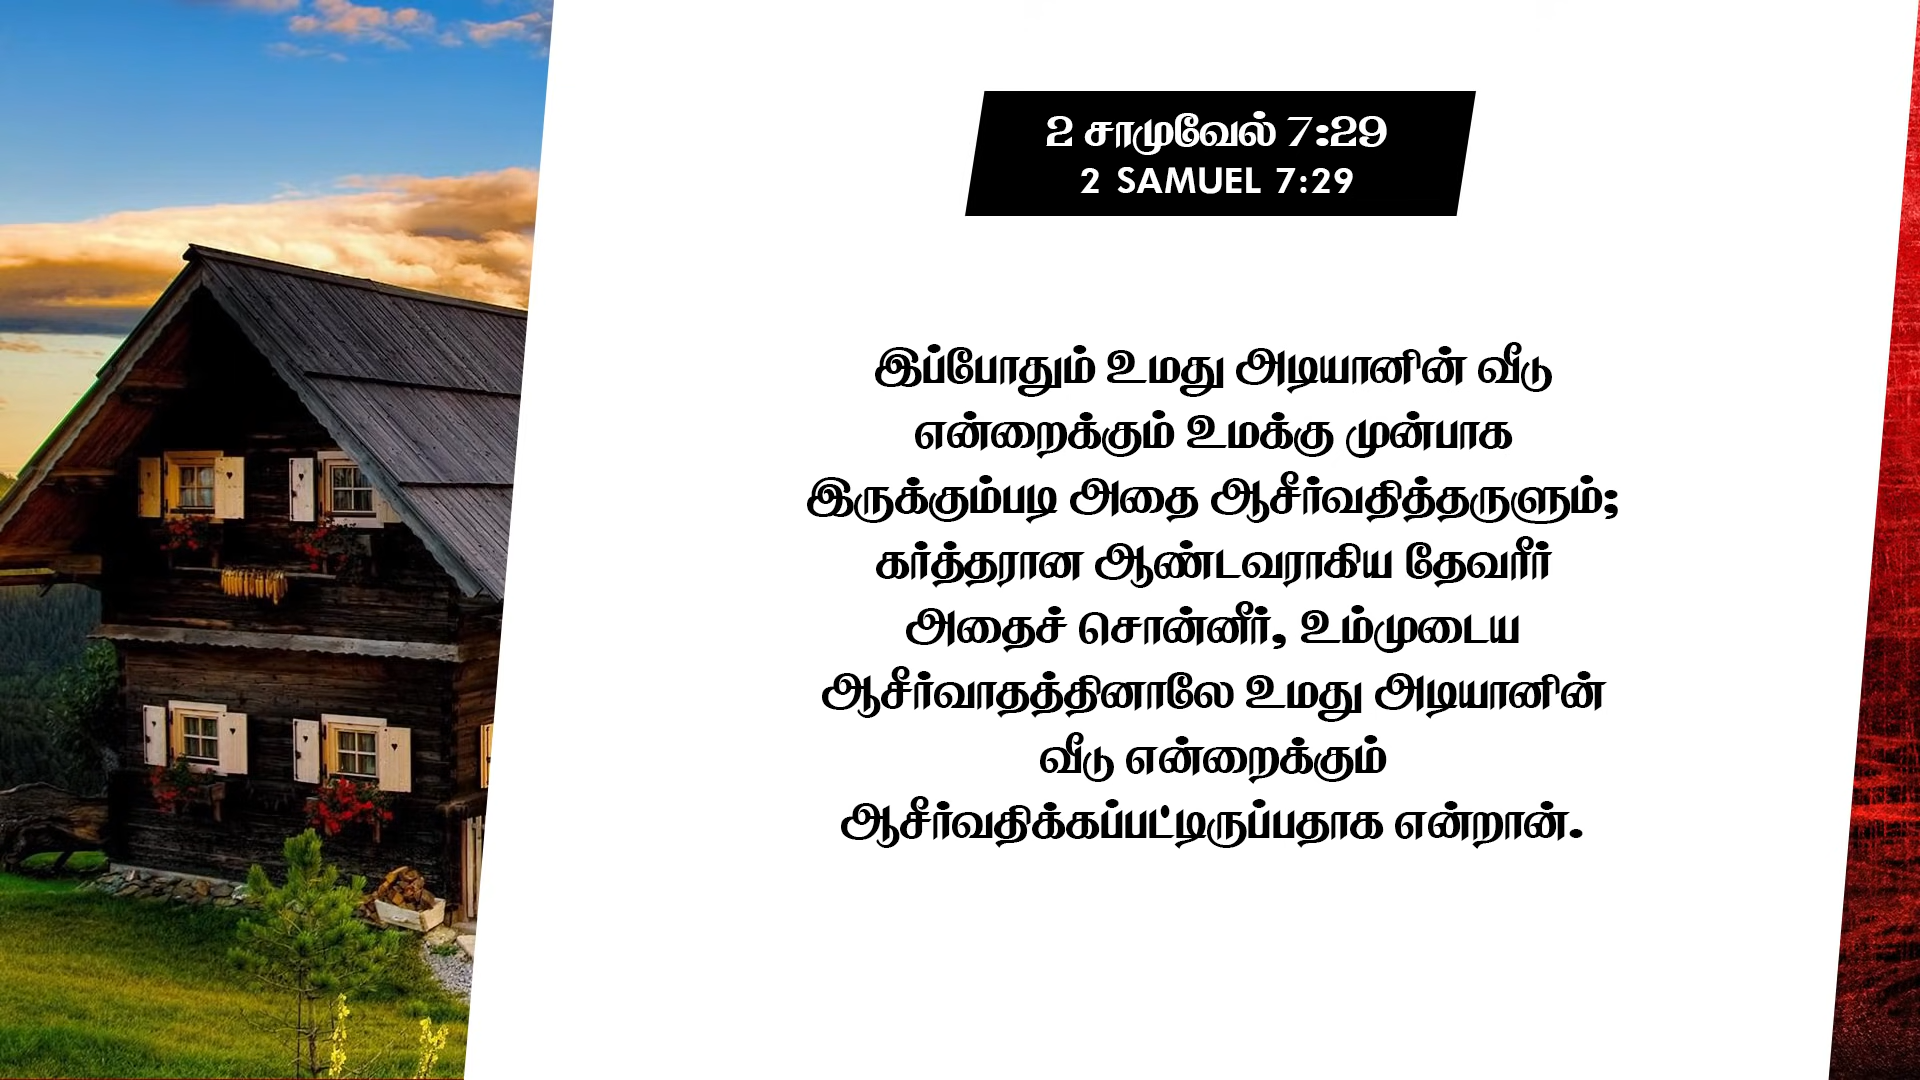 2 சாமுவேல் 7:29
2 SAMUEL 7:29
இப்போதும் உமது அடியானின் வீடு
என்றைக்கும் உமக்கு முன்பாக
இருக்கும்படி அதை ஆசீர்வதித்தருளும்;
கர்த்தரான ஆண்டவராகிய தேவரீர்
அதைச் சொன்னீர், உம்முடைய
ஆசீர்வாதத்தினாலே உமது அடியானின்
வீடு என்றைக்கும்
ஆசீர்வதிக்கப்பட்டிருப்பதாக என்றான்.